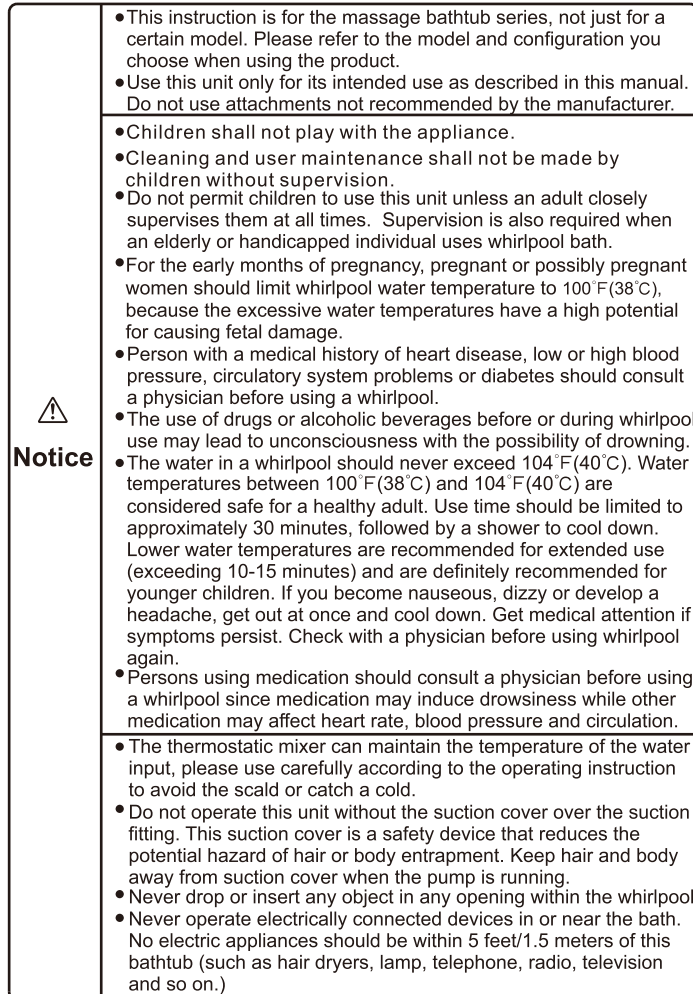 Notice
●This instruction is for the massage bathtub series, not just for a
certain model. Please refer to the model and configuration you
choose when using the product.
●Use this unit only for its intended use as described in this manual.
Do not use attachments not recommended by the manufacturer.
●Children shall not play with the appliance.
●Cleaning and user maintenance shall not be made by
children without supervision.
●Do not permit children to use this unit unless an adult closely
supervises them at all times. Supervision is also required when
an elderly or handicapped individual uses whirlpool bath.
●For the early months of pregnancy, pregnant or possibly pregnant
women should limit whirlpool water temperature to 100°F(38°C),
because the excessive water temperatures have a high potential
for causing fetal damage.
●Person with a medical history of heart disease, low or high blood
pressure, circulatory system problems or diabetes should consult
a physician before using a whirlpool.
●The use of drugs or alcoholic beverages before or during whirlpool
use may lead to unconsciousness with the possibility of drowning.
●The water in a whirlpool should never exceed 104°F(40°C). Water
temperatures between 100°F(38°C) and 104°F(40°C) are
considered safe for a healthy adult. Use time should be limited to
approximately 30 minutes, followed by a shower to cool down.
Lower water temperatures are recommended for extended use
(exceeding 10-15 minutes) and are definitely recommended for
younger children. If you become nauseous, dizzy or develop a
headache, get out at once and cool down. Get medical attention if
symptoms persist. Check with a physician before using whirlpool
again.
●Persons using medication should consult a physician before using
a whirlpool since medication may induce drowsiness while other
medication may affect heart rate, blood pressure and circulation.
●The thermostatic mixer can maintain the temperature of the water
input, please use carefully according to the operating instruction
to avoid the scald or catch a cold.
●Do not operate this unit without the suction cover over the suction
fitting. This suction cover is a safety device that reduces the
potential hazard of hair or body entrapment. Keep hair and body
away from suction cover when the pump is running.
●Never drop or insert any object in any opening within the whirlpool
●Never operate electrically connected devices in or near the bath.
No electric appliances should be within 5 feet/1.5 meters of this
bathtub (such as hair dryers, lamp, telephone, radio, television
and so on.)